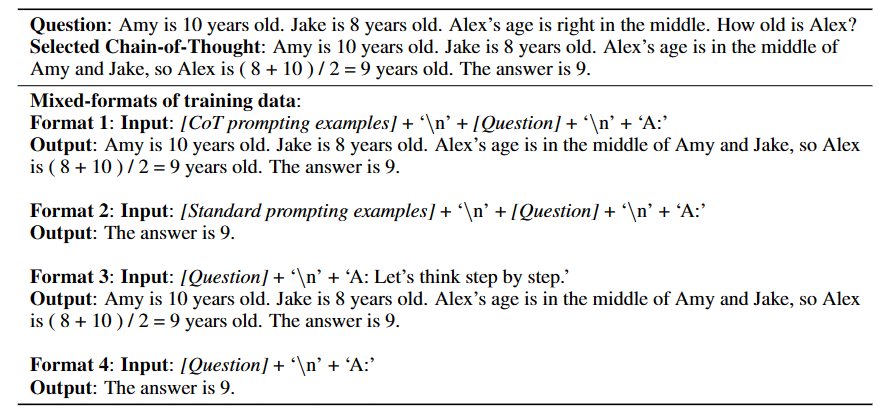 Question: Amy is 10 years old. Jake is 8 years old. Alex’s age is right in the middle. How old is Alex?
Selected Chain-of-Thought: Amy is 10 years old. Jake is 8 years old. Alex’s age is in the middle of
Amy and Jake, so Alex is ( 8 + 10 ) / 2 = 9 years old. The answer is 9.
Mixed-formats of training data:
Format 1: Input: [CoT prompting examples] + ‘\n’ + [Question] + ‘\n’ + ‘A:’
Output: Amy is 10 years old. Jake is 8 years old. Alex’s age is in the middle of Amy and Jake, so Alex
is ( 8 + 10 ) / 2 = 9 years old. The answer is 9.
Format 2: Input: [Standard prompting examples] + ‘\n’ + [Question] + ‘\n’ + ‘A:’
Output: The answer is 9.
Format 3: Input: [Question] + ‘\n’ + ‘A: Let’s think step by step.’
Output: Amy is 10 years old. Jake is 8 years old. Alex’s age is in the middle of Amy and Jake, so Alex
is ( 8 + 10 ) / 2 = 9 years old. The answer is 9.
Format 4: Input: [Question] + ‘\n’ + ‘A:’
Output: The answer is 9.